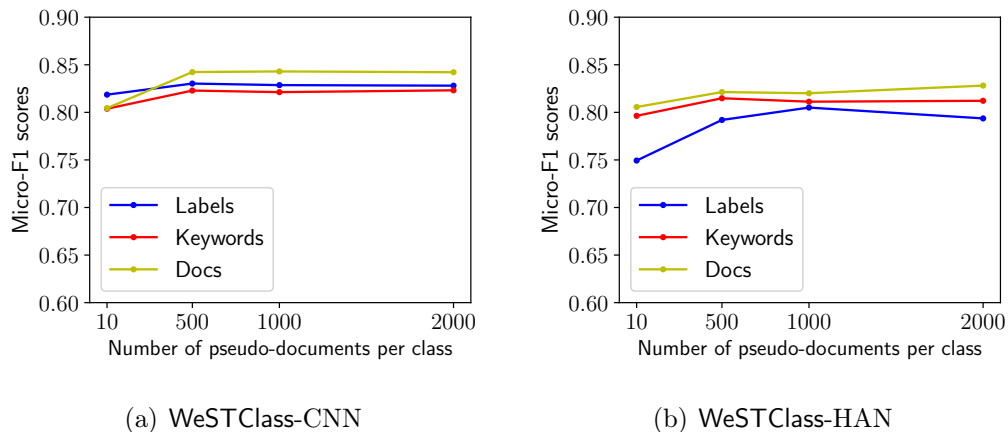 0.90
0.85
0.80
0.75
0.70
0.65
0.60
Micro-F1 scores
Labels
Keywords
Docs
10
500
1000
2000
Number of pseudo-documents per class
(a) WeSTClass-CNN
0.90
0.85
0.80
0.75
0.70
0.65
0.60
Micro-F1 scores
Labels
Keywords
Docs
10
500
1000
2000
Number of pseudo-documents per class
(b) WeSTClass-HAN